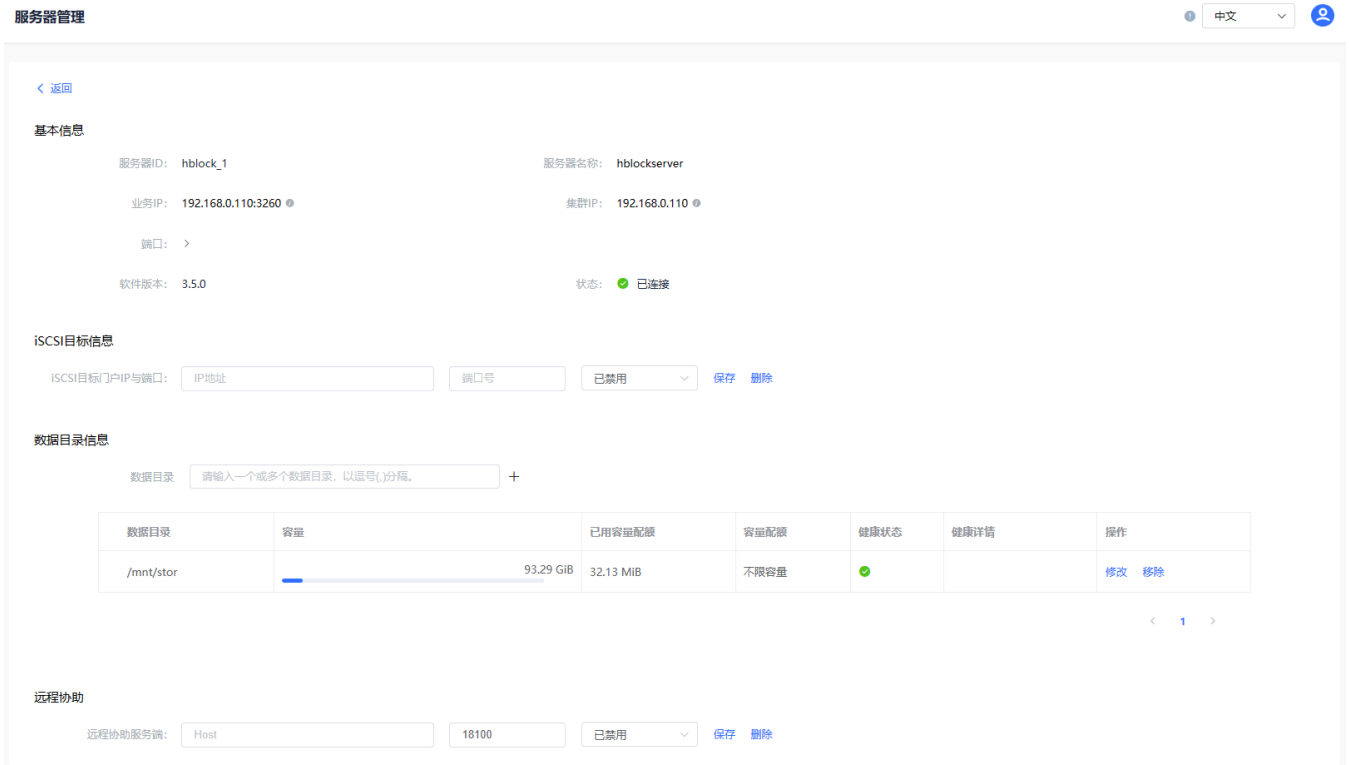 服务器管理
中文
返回
基本信息
服务器ID: hblock_1 服务器名称: hblockserver
业务IP: 192.168.0.110:3260 集群IP: 192.168.0.110
端口:
软件版本: 3.5.0 状态: 已连接
iSCSI目标信息
iSCSI目标门户IP与端口: IP地址 端口号 已禁用 保存 删除
数据目录信息
数据目录 请输入一个或多个数据目录，以逗号(,)分隔。
数据目录 容量 已用容量配额 容量配额 健康状态 健康详情 操作
/mnt/stor 93.29 GiB 32.13 MiB 不限容量 修改 移除
1
远程协助
远程协助服务端: Host 18100 已禁用 保存 删除